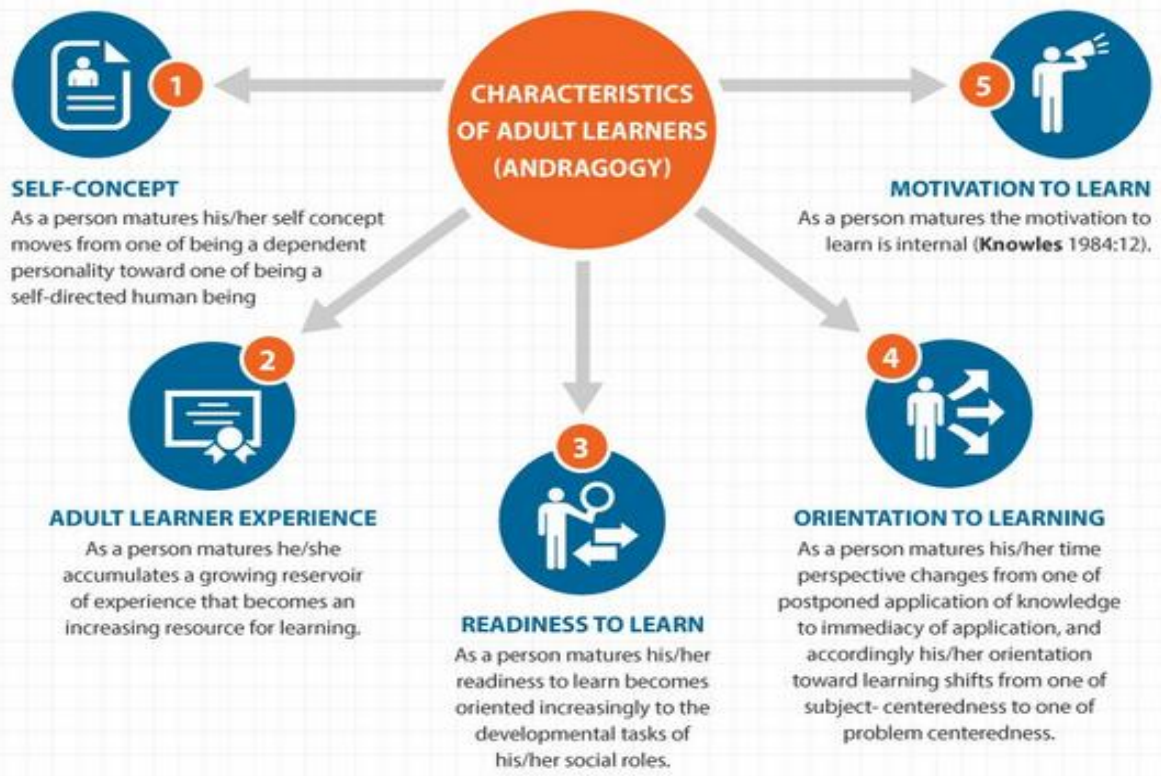 CHARACTERISTICS
OF ADULT LEARNERS
(ANDRAGOGY)
1
SELF-CONCEPT
As a person matures his/her self concept
moves from one of being a dependent
personality toward one of being a
self-directed human being
2
ADULT LEARNER EXPERIENCE
As a person matures he/she
accumulates a growing reservoir
of experience that becomes an
increasing resource for learning.
3
READINESS TO LEARN
As a person matures his/her
readiness to learn becomes
oriented increasingly to the
developmental tasks of
his/her social roles.
4
ORIENTATION TO LEARNING
As a person matures his/her time
perspective changes from one of
postponed application of knowledge
to immediacy of application, and
accordingly his/her orientation
toward learning shifts from one of
subject- centeredness to one of
problem centeredness.
5
MOTIVATION TO LEARN
As a person matures the motivation to
learn is internal (Knowles 1984:12).